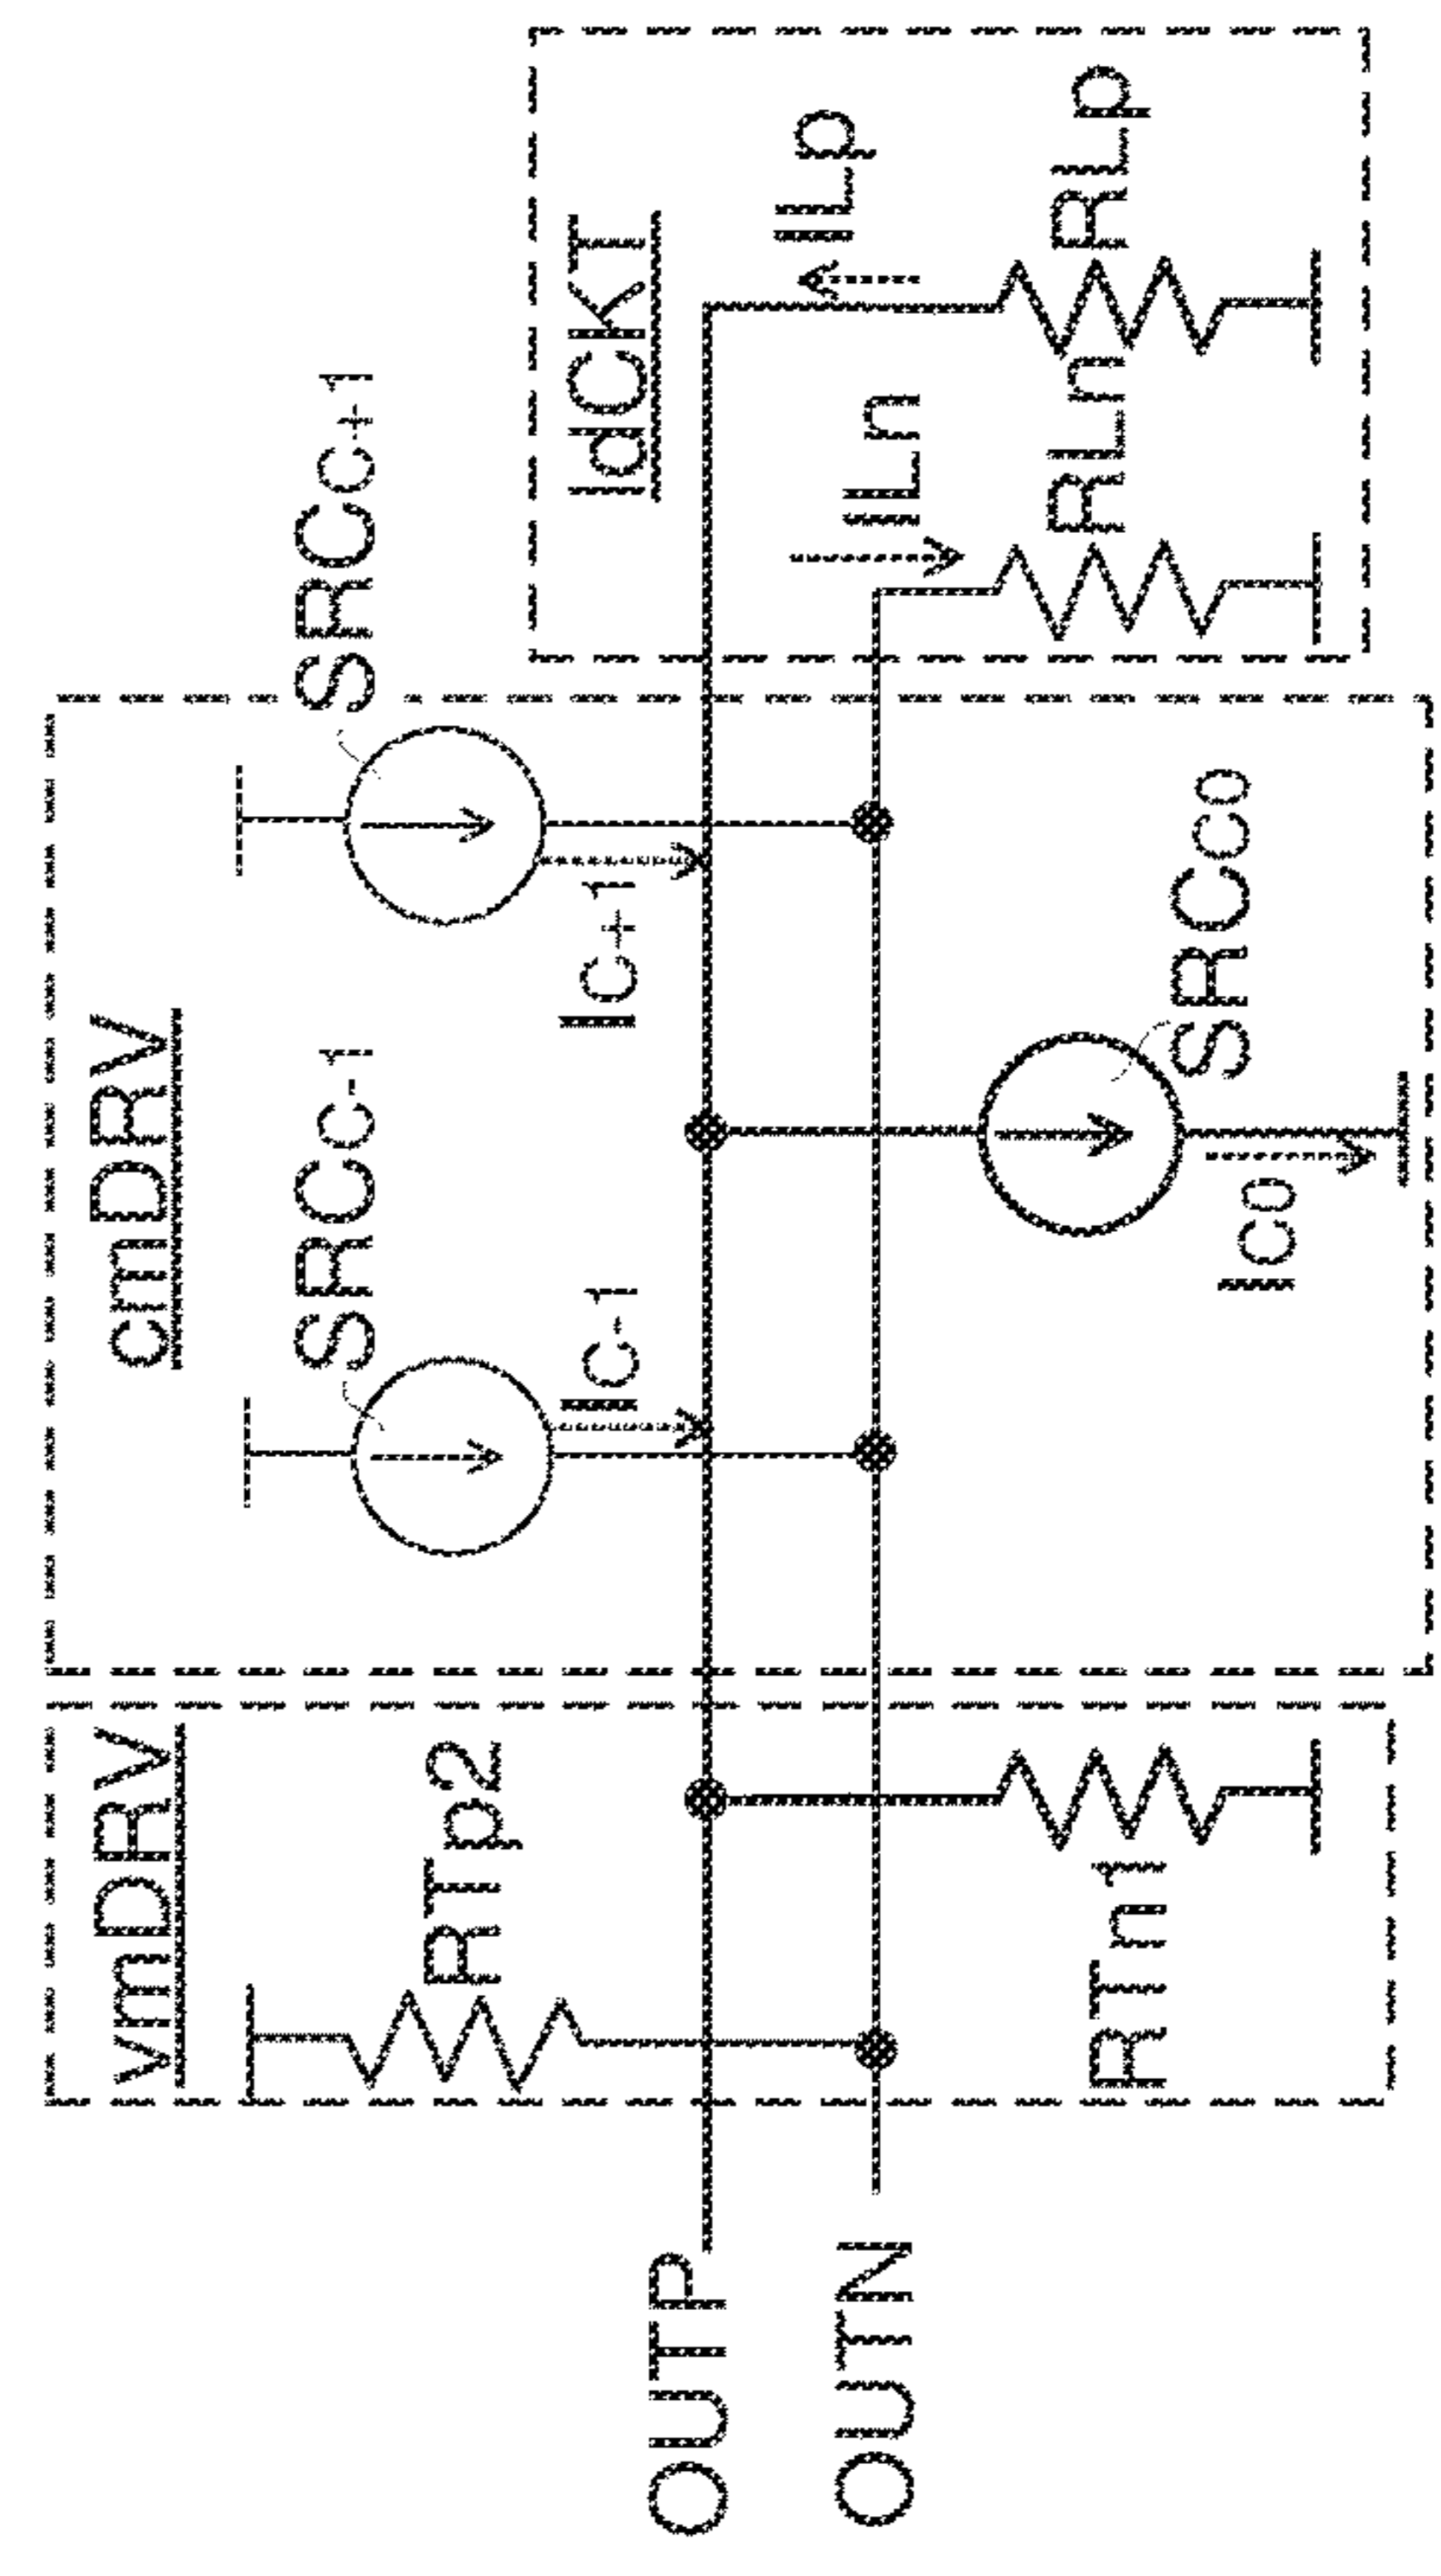 vmDRV
cmDRV
RTp2
SRCc-1
SRCc+1
Ic-1
Ic+1
ldCKT
OUTP
OUTN
ILn
ILp
RTn1
Ic0
SRCc0
RLn
RLp